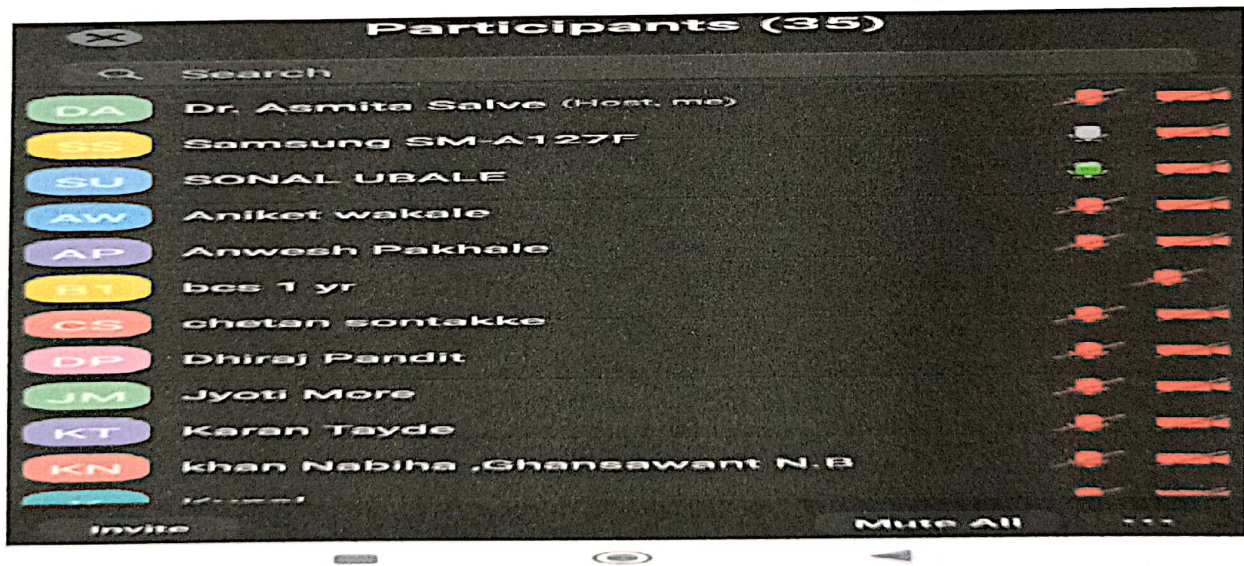 Participants (35)
Search
DA Dr. Asmita Salve (Host, me)
SS Samsung SM-A127F
SU SONAL UBALE
AW Aniket wakale
AP Anwesh Pakhale
B1 bcs 1 yr
CS chetan sontakke
DP Dhiraj Pandit
JM Jyoti More
KT Karan Tayde
KN khan Nabiha ,Ghansawant N.B
Invite Mute All